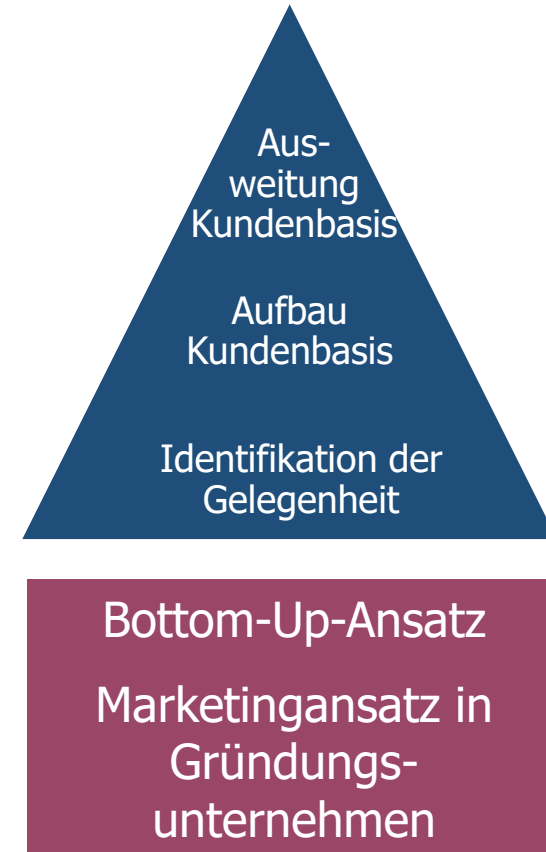 Aus-
weitung
Kundenbasis
Aufbau
Kundenbasis
Identifikation der
Gelegenheit
Bottom-Up-Ansatz
Marketingansatz in
Gründungs-
unternehmen